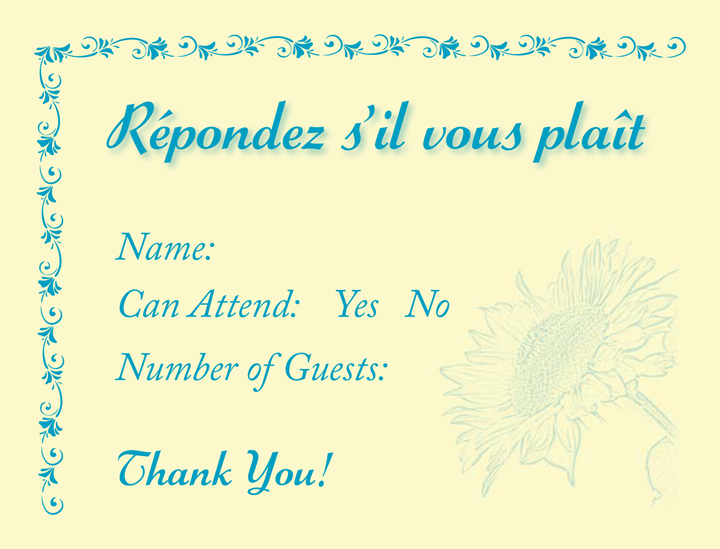 Répondez s’il vous plaît
Name:
Can Attend: Yes No
Number of Guests:
Thank You!